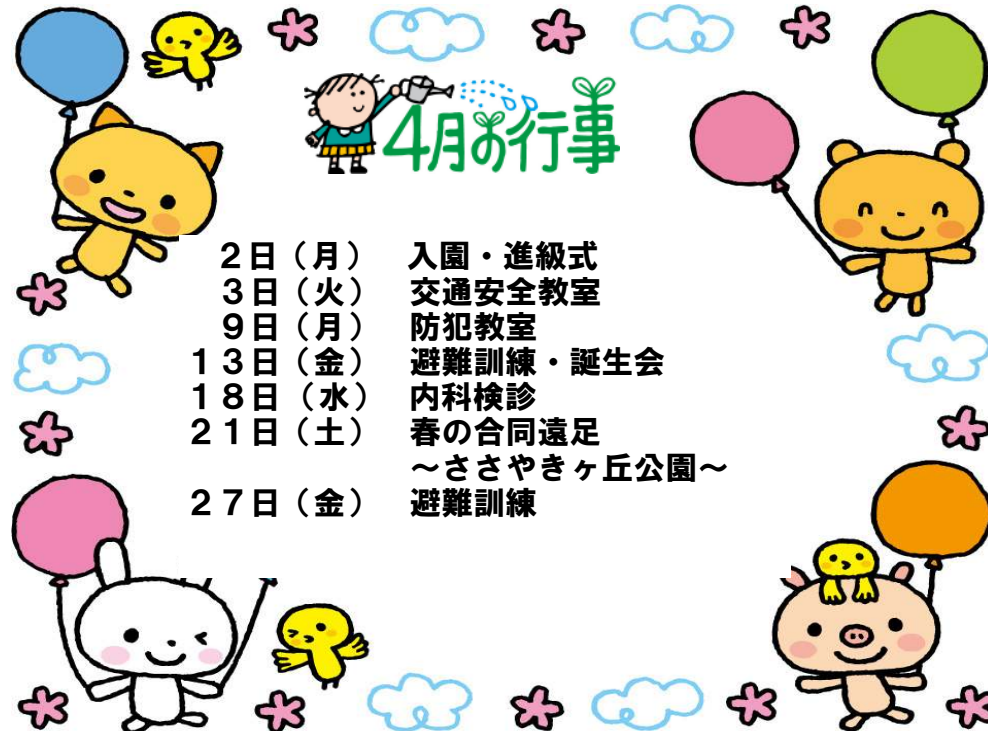 4月の行事
2日(月) 入園・進級式
3日(火) 交通安全教室
9日(月) 防犯教室
13日(金) 避難訓練・誕生会
18日(水) 内科検診
21日(土) 春の合同遠足
~ささやきヶ丘公園~
27日(金) 避難訓練